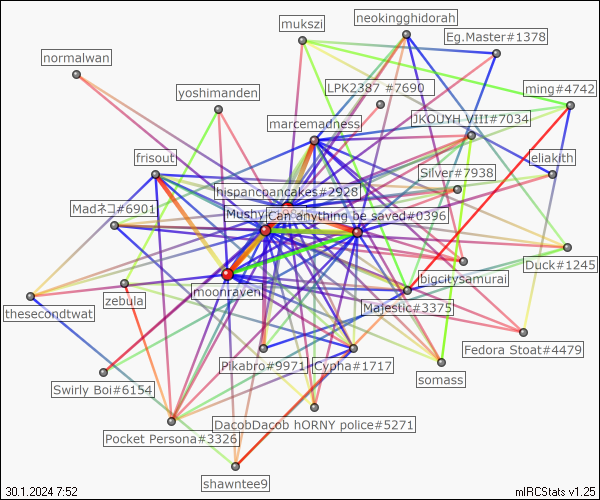 neokingghidorah
mukszi
Eg.Master#1378
normalwan
LPK2387 #7690
ming#4742
yoshimanden
marcemadness
JKOUYH VIII#7034
frisout
eliakith
Silver#7938
hispancpancakes#2928
Madネコ#6901
Can anything be saved#0396
Duck#1245
bigcitysamurai
moonraven
zebula
Majestic#3375
thesecondtwat
Fedora Stoat#4479
Pikabro#9971
Cypha#1717
somass
Swirly Boi#6154
DacobDacob hORNY police#5271
Pocket Persona#3326
shawntee9
30.1.2024 7:52
mIRCStats v1.25